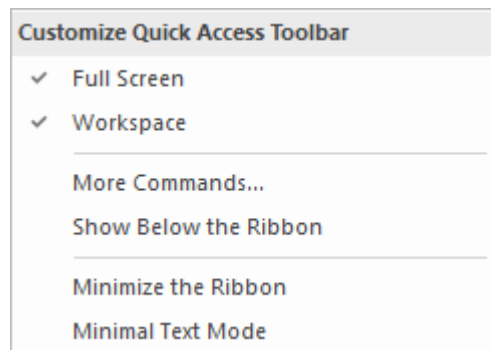 Customize Quick Access Toolbar
Full Screen
Workspace
More Commands...
Show Below the Ribbon
Minimize the Ribbon
Minimal Text Mode